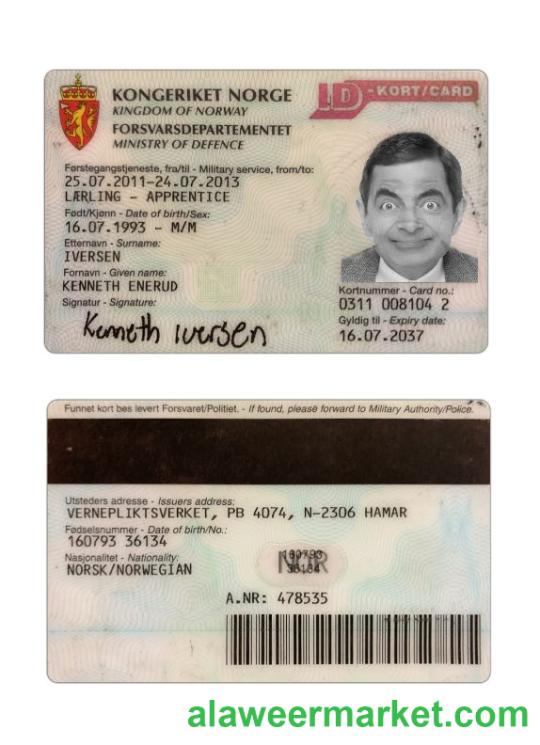 KONGERIKET NORGE
KINGDOM OF NORWAY
FORSVARSDEPARTEMENTET
MINISTRY OF DEFENCE
ID-KORT/CARD
Førstegangstjeneste, fra/til - Military service, from/to:
25.07.2011-24.07.2013
LÆRLING - APPRENTICE
Født/Kjønn - Date of birth/Sex:
16.07.1993 - M/M
Etternavn - Surname:
IVERSEN
Fornavn - Given name:
KENNETH ENERUD
Signatur - Signature:
Kenneth Iversen
Kortnummer - Card no.:
0311 008104 2
Gyldig til - Expiry date:
16.07.2037
Funnet kort bes levert Forsvaret/Politiet. - If found, please forward to Military Authority/Police.
Utsteders adresse - Issuers address:
VERNEPLIKTSVERKET, PB 4074, N-2306 HAMAR
Fødselsnummer - Date of birth/No.:
160793 36134
Nasjonalitet - Nationality:
NORSK/NORWEGIAN
160793
36134
A.NR: 478535
alaweermarket.com